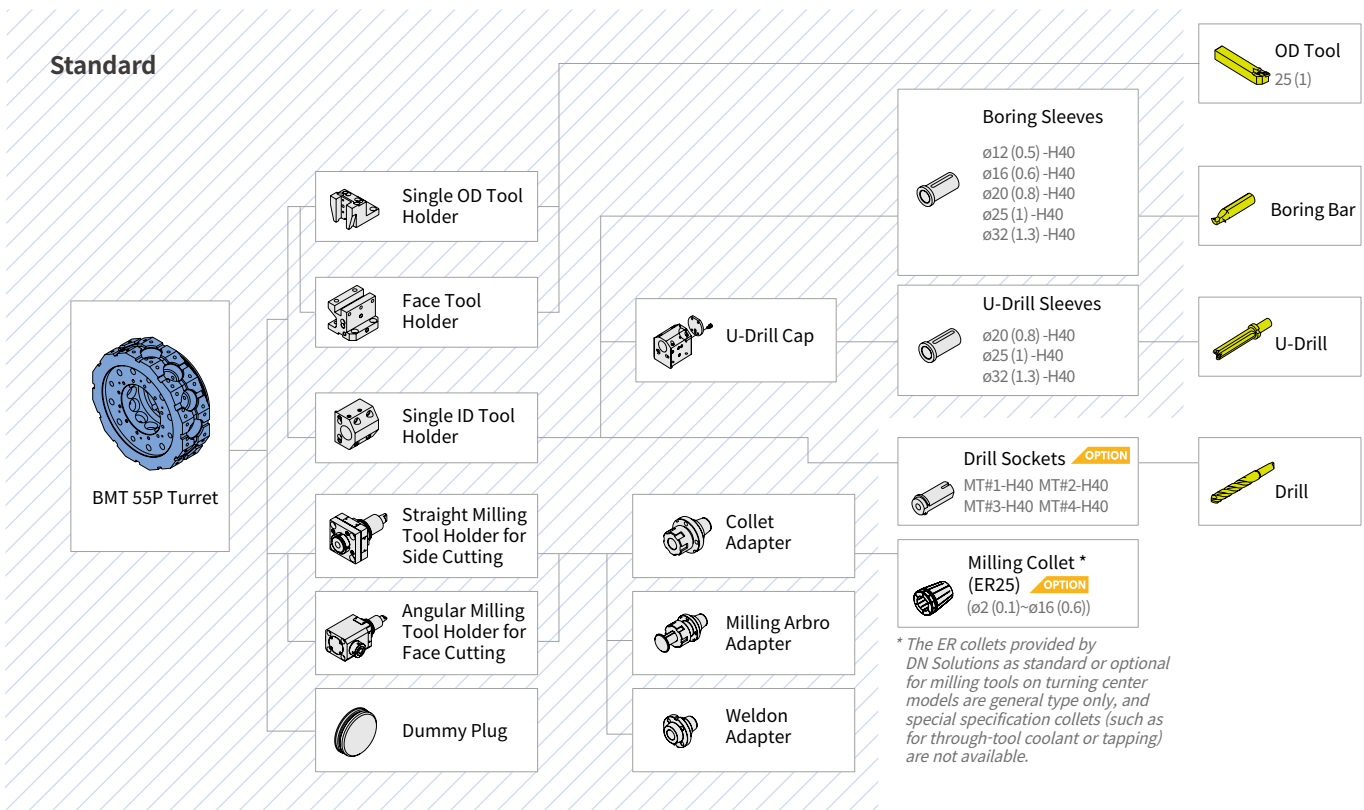 Standard
BMT 55P Turret
Single OD Tool
Holder
Face Tool
Holder
Single ID Tool
Holder
Straight Milling
Tool Holder for
Side Cutting
Angular Milling
Tool Holder for
Face Cutting
Dummy Plug
U-Drill Cap
Collet
Adapter
Milling Arbro
Adapter
Weldon
Adapter
Boring Sleeves
ø12 (0.5) -H40
ø16 (0.6) -H40
ø20 (0.8) -H40
ø25 (1) -H40
ø32 (1.3) -H40
U-Drill Sleeves
ø20 (0.8) -H40
ø25 (1) -H40
ø32 (1.3) -H40
Drill Sockets OPTION
MT#1-H40 MT#2-H40
MT#3-H40 MT#4-H40
Milling Collet *
(ER25) OPTION
(ø2 (0.1)~ø16 (0.6))
* The ER collets provided by
DN Solutions as standard or optional
for milling tools on turning center
models are general type only, and
special specification collets (such as
for through-tool coolant or tapping)
are not available.
OD Tool
25 (1)
Boring Bar
U-Drill
Drill